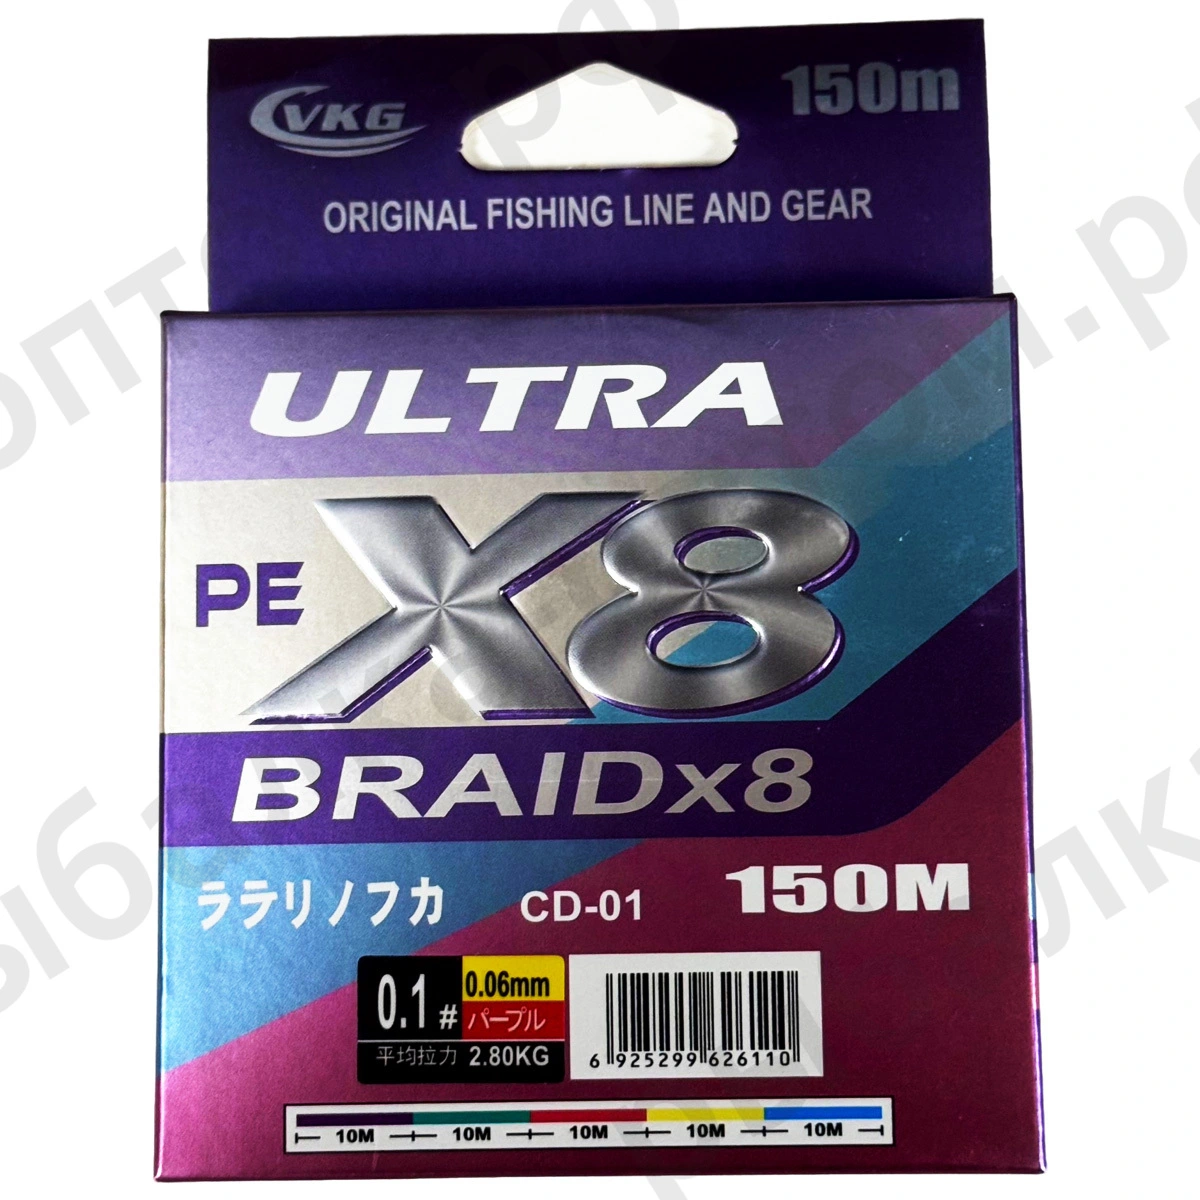 CVKG
150m
ORIGINAL FISHING LINE AND GEAR
ULTRA
PE X8
BRAIDx8
ララリノフカ CD-01 150M
0.1# 0.06mm
パープル
平均拉力 2.80KG
6 925299 626110
10M 10M 10M 10M 10M